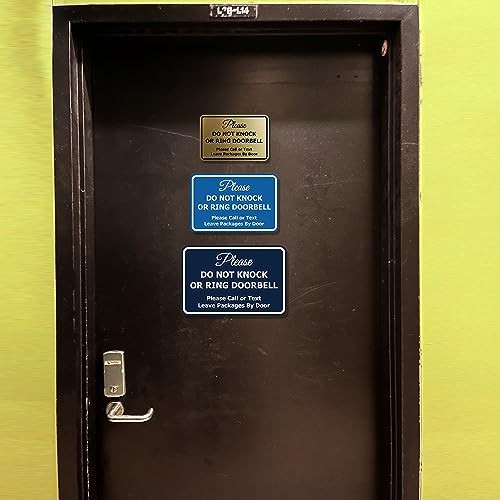 L26-L14
Please
DO NOT KNOCK
OR RING DOORBELL
Please Call or Text
Leave Packages By Door
Please
DO NOT KNOCK
OR RING DOORBELL
Please Call or Text
Leave Packages By Door
Please
DO NOT KNOCK
OR RING DOORBELL
Please Call or Text
Leave Packages By Door